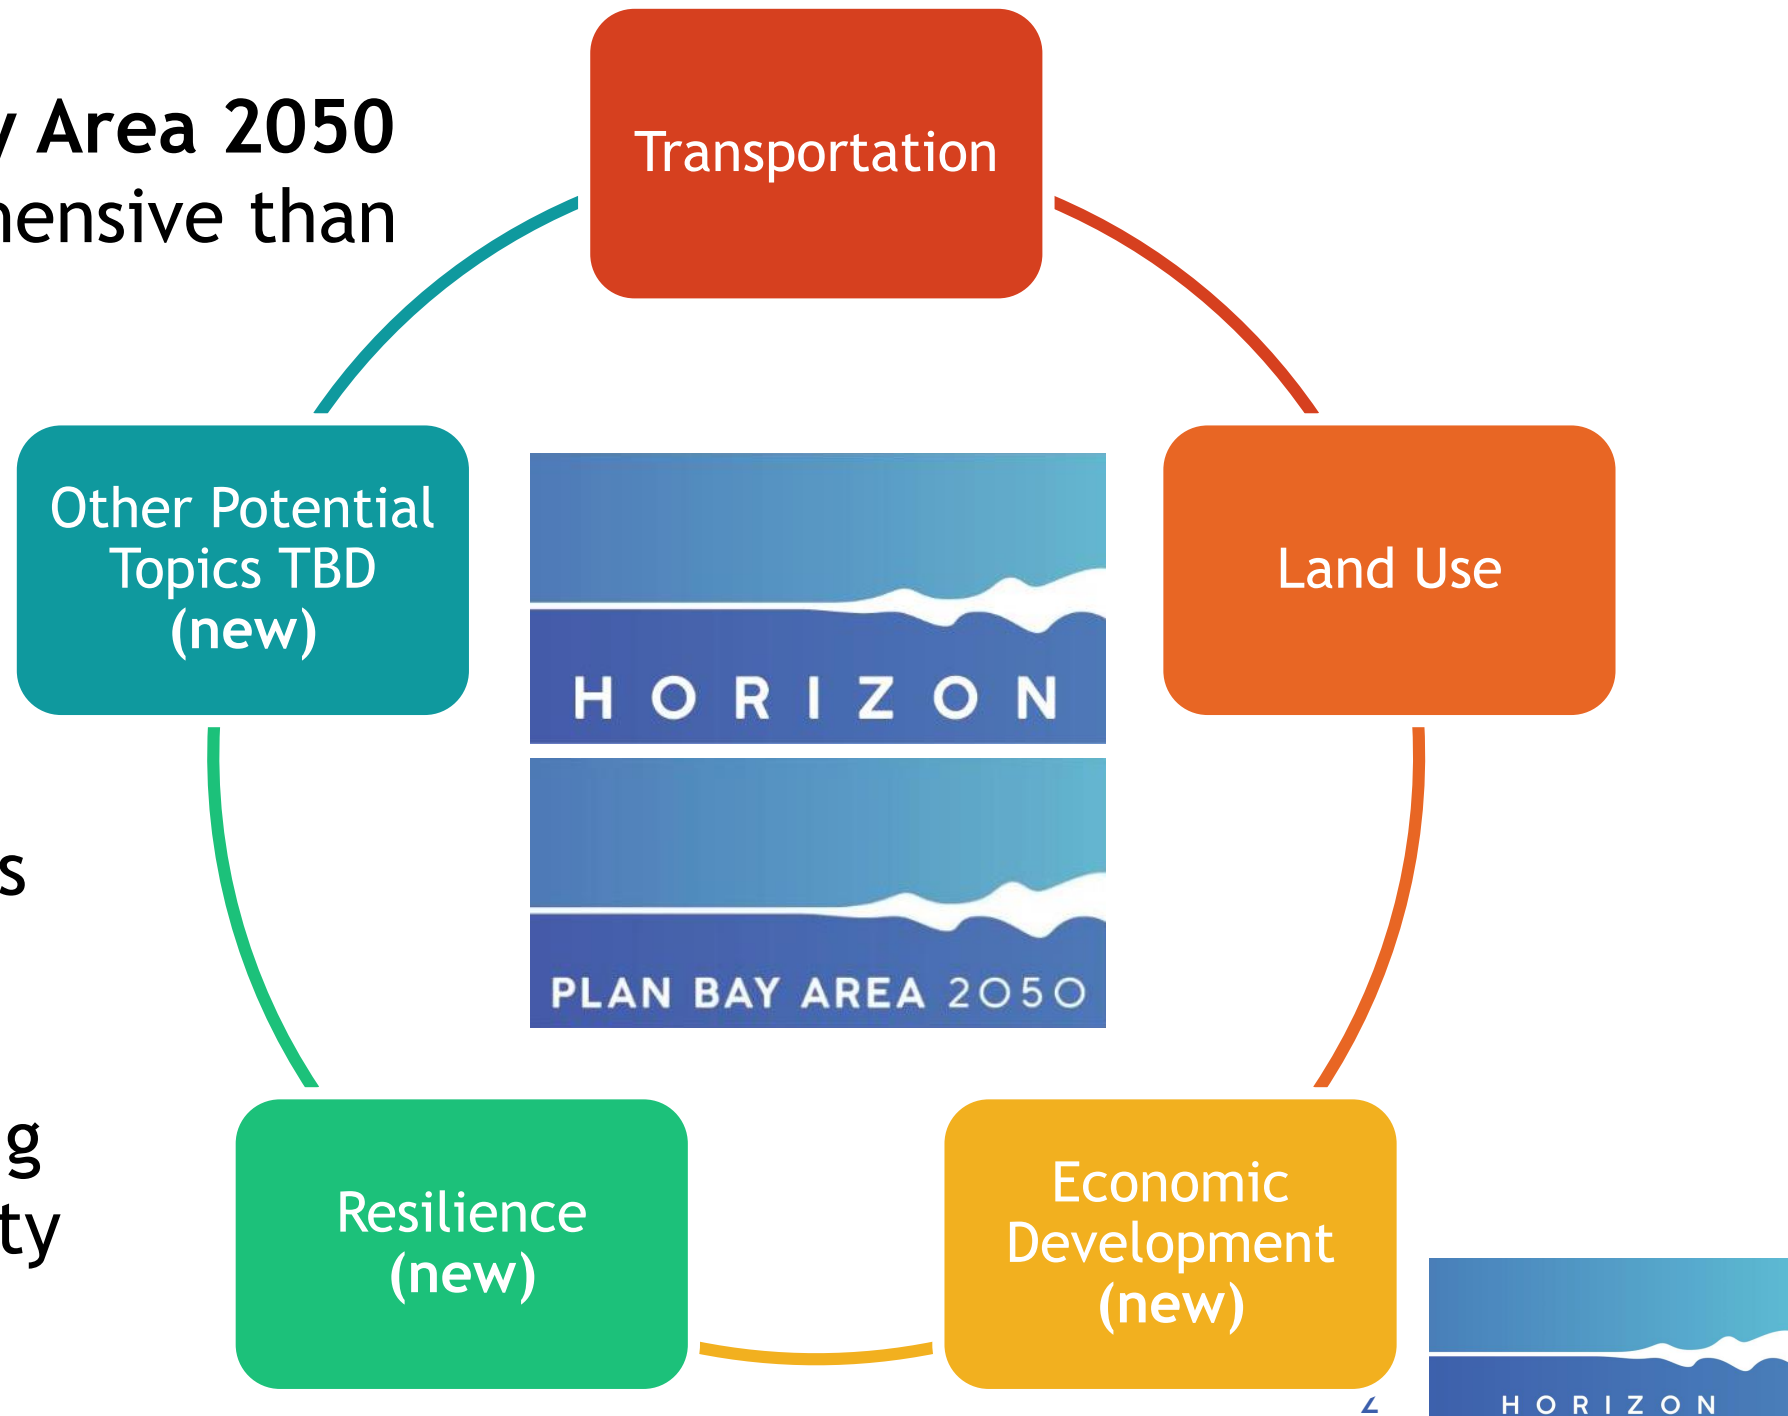 y Area 2050
hensive than
s
g
ty
Transportation
Land Use
Economic
Development
(new)
Resilience
(new)
Other Potential
Topics TBD
(new)
HORIZON
PLAN BAY AREA 2050
HORIZON